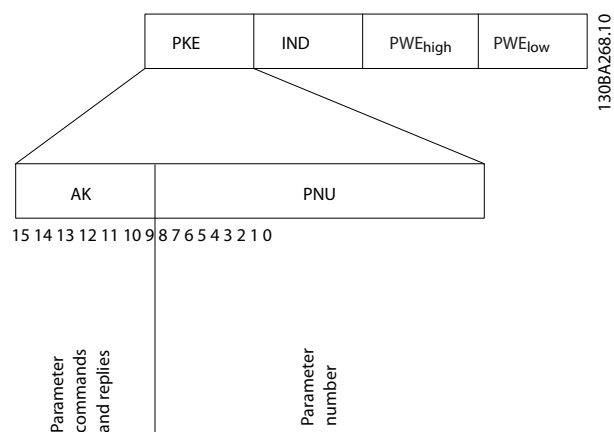 PKE IND PWEhigh PWElow
130BA268.10
AK PNU
15 14 13 12 11 10 9 8 7 6 5 4 3 2 1 0
Parameter
commands
and replies
Parameter
number